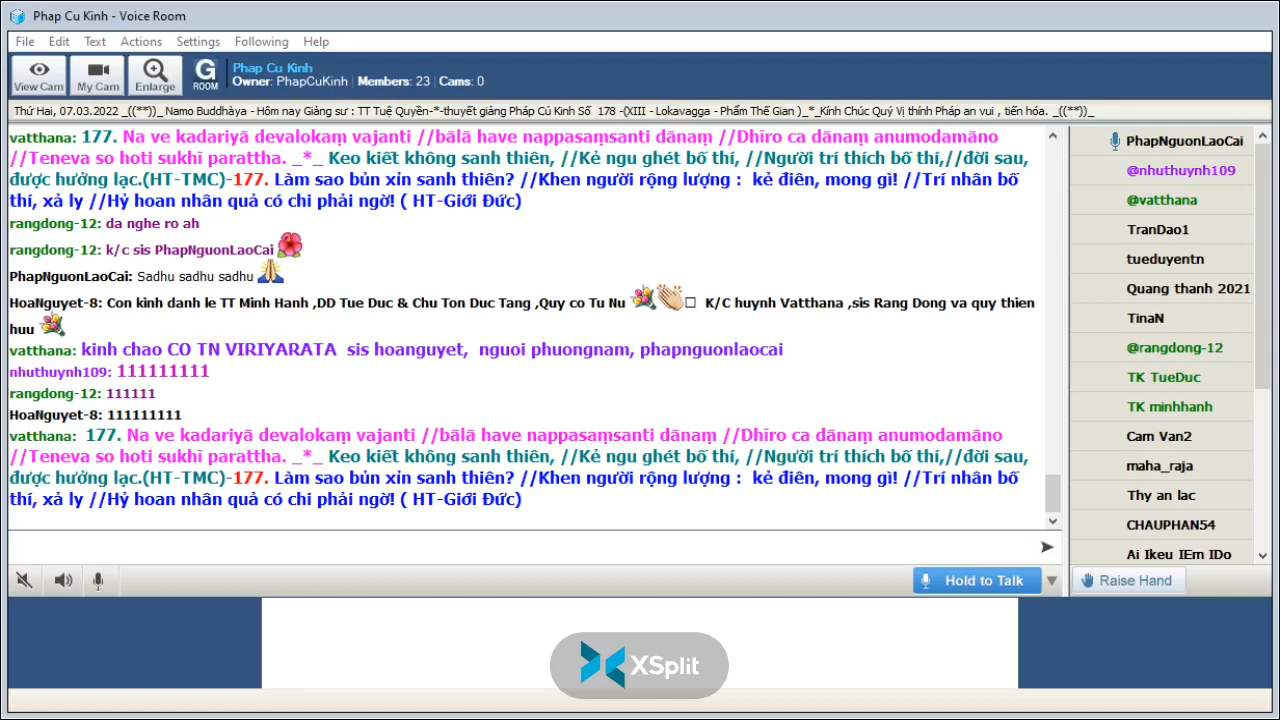 Phap Cu Kinh - Voice Room
File Edit Text Actions Settings Following Help
View Cam My Cam Enlarge G ROOM
Phap Cu Kinh
Owner: PhapCuKinh | Members: 23 | Cams: 0
Thứ Hai, 07.03.2022 _((**))_ Namo Buddhàya - Hôm nay Giảng sư : TT Tuệ Quyền-*-thuyết giảng Pháp Cú Kinh Số 178 -(XIII - Lokavagga - Phẩm Thế Gian )_*_Kính Chúc Quý Vị thính Pháp an vui , tiến hóa. _((**))_
vatthana: 177. Na ve kadariyā devalokaṃ vajanti //bālā have nappasaṃsanti dānaṃ //Dhīro ca dānaṃ anumodamāno
//Teneva so hoti sukhī parattha. _*_ Keo kiết không sanh thiên, //Kẻ ngu ghét bố thí, //Người trí thích bố thí,//đời sau,
được hưởng lạc.(HT-TMC)-177. Làm sao bủn xỉn sanh thiên? //Khen người rộng lượng : kẻ điên, mong gì! //Trí nhân bố
thí, xả ly //Hỷ hoan nhân quả có chi phải ngờ! ( HT-Giới Đức)
rangdong-12: da nghe ro ah
rangdong-12: k/c sis PhapNguonLaoCai
PhapNguonLaoCai: Sadhu sadhu sadhu
HoaNguyet-8: Con kinh danh le TT Minh Hanh ,DD Tue Duc & Chu Ton Duc Tang ,Quy co Tu Nu K/C huynh Vatthana ,sis Rang Dong va quy thien
huu
vatthana: kinh chao CO TN VIRIYARATA sis hoanguyet, nguoi phuongnam, phapnguonlaocai
nhuthuynh109: 111111111
rangdong-12: 111111
HoaNguyet-8: 111111111
vatthana: 177. Na ve kadariyā devalokaṃ vajanti //bālā have nappasaṃsanti dānaṃ //Dhīro ca dānaṃ anumodamāno
//Teneva so hoti sukhī parattha. _*_ Keo kiết không sanh thiên, //Kẻ ngu ghét bố thí, //Người trí thích bố thí,//đời sau,
được hưởng lạc.(HT-TMC)-177. Làm sao bủn xỉn sanh thiên? //Khen người rộng lượng : kẻ điên, mong gì! //Trí nhân bố
thí, xả ly //Hỷ hoan nhân quả có chi phải ngờ! ( HT-Giới Đức)
Hold to Talk
PhapNguonLaoCai
@nhuthuynh109
@vatthana
TranDao1
tueduyentn
Quang thanh 2021
TinaN
@rangdong-12
TK TueDuc
TK minhhanh
Cam Van2
maha_raja
Thy an lac
CHAUPHAN54
Ai Ikeu IEm IDo
Raise Hand
XSplit